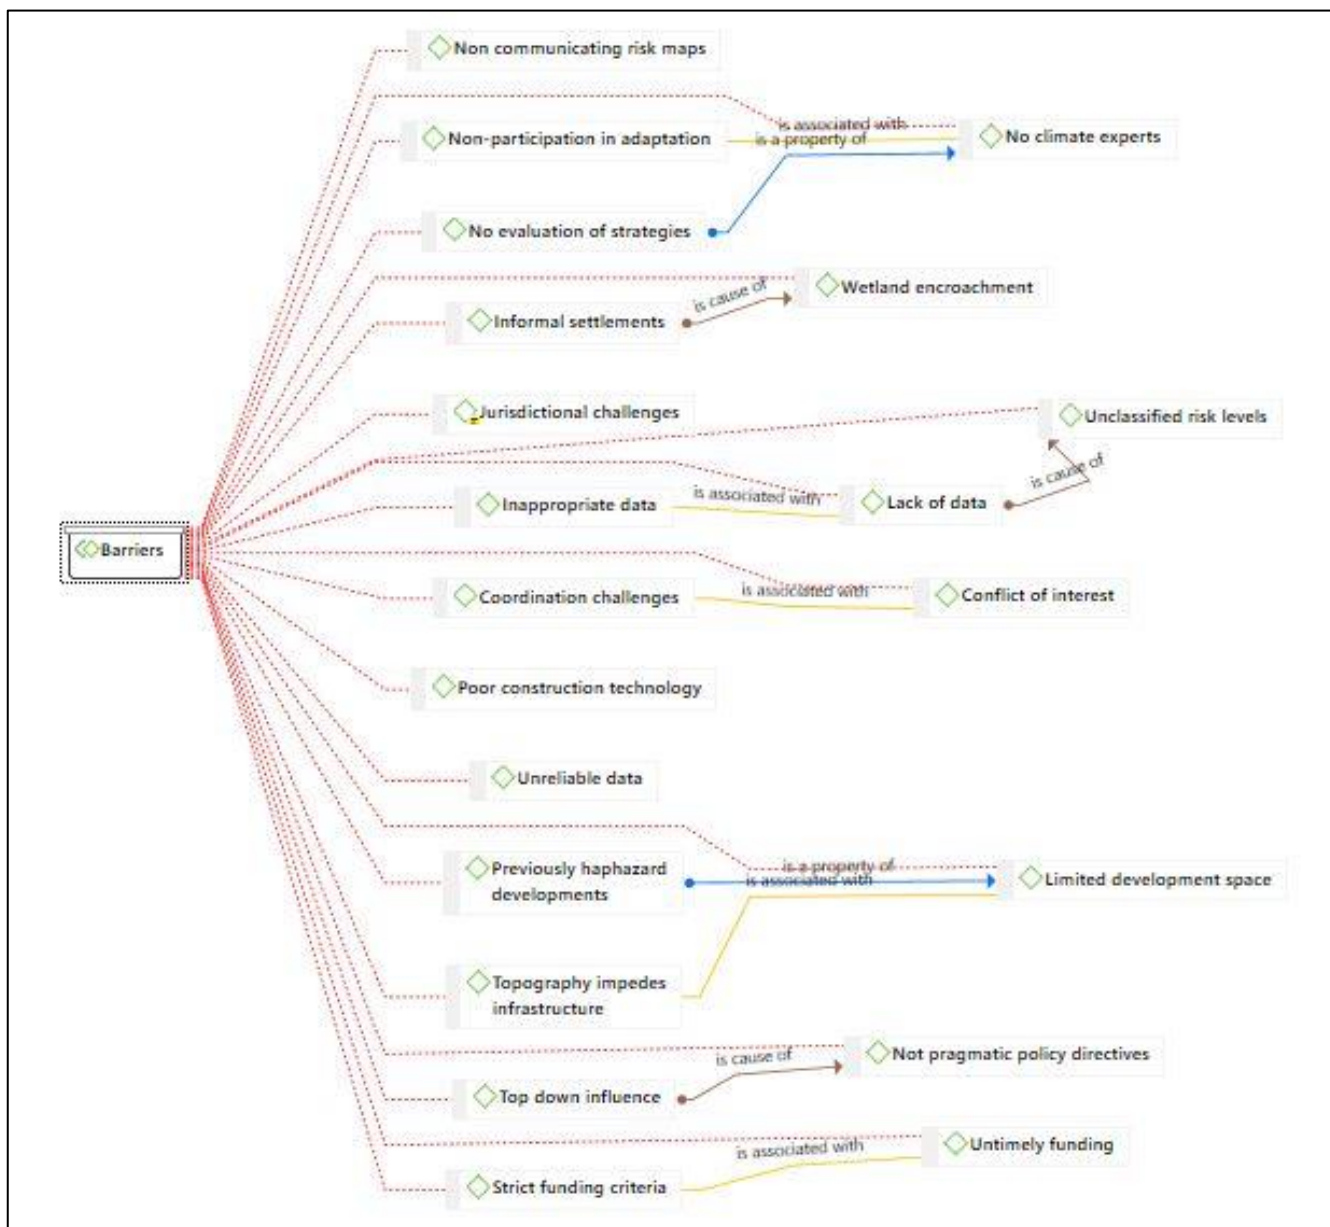 Non communicating risk maps
is associated with
Non-participation in adaptation
is a property of
No climate experts
No evaluation of strategies
is cause of
Wetland encroachment
Informal settlements
Jurisdictional challenges
Unclassified risk levels
is cause of
Inappropriate data
is associated with
Lack of data
Barriers
Coordination challenges
is associated with
Conflict of interest
Poor construction technology
Unreliable data
Previously haphazard
developments
is a property of
is associated with
Limited development space
Topography impedes
infrastructure
is cause of
Not pragmatic policy directives
Top down influence
is associated with
Untimely funding
Strict funding criteria